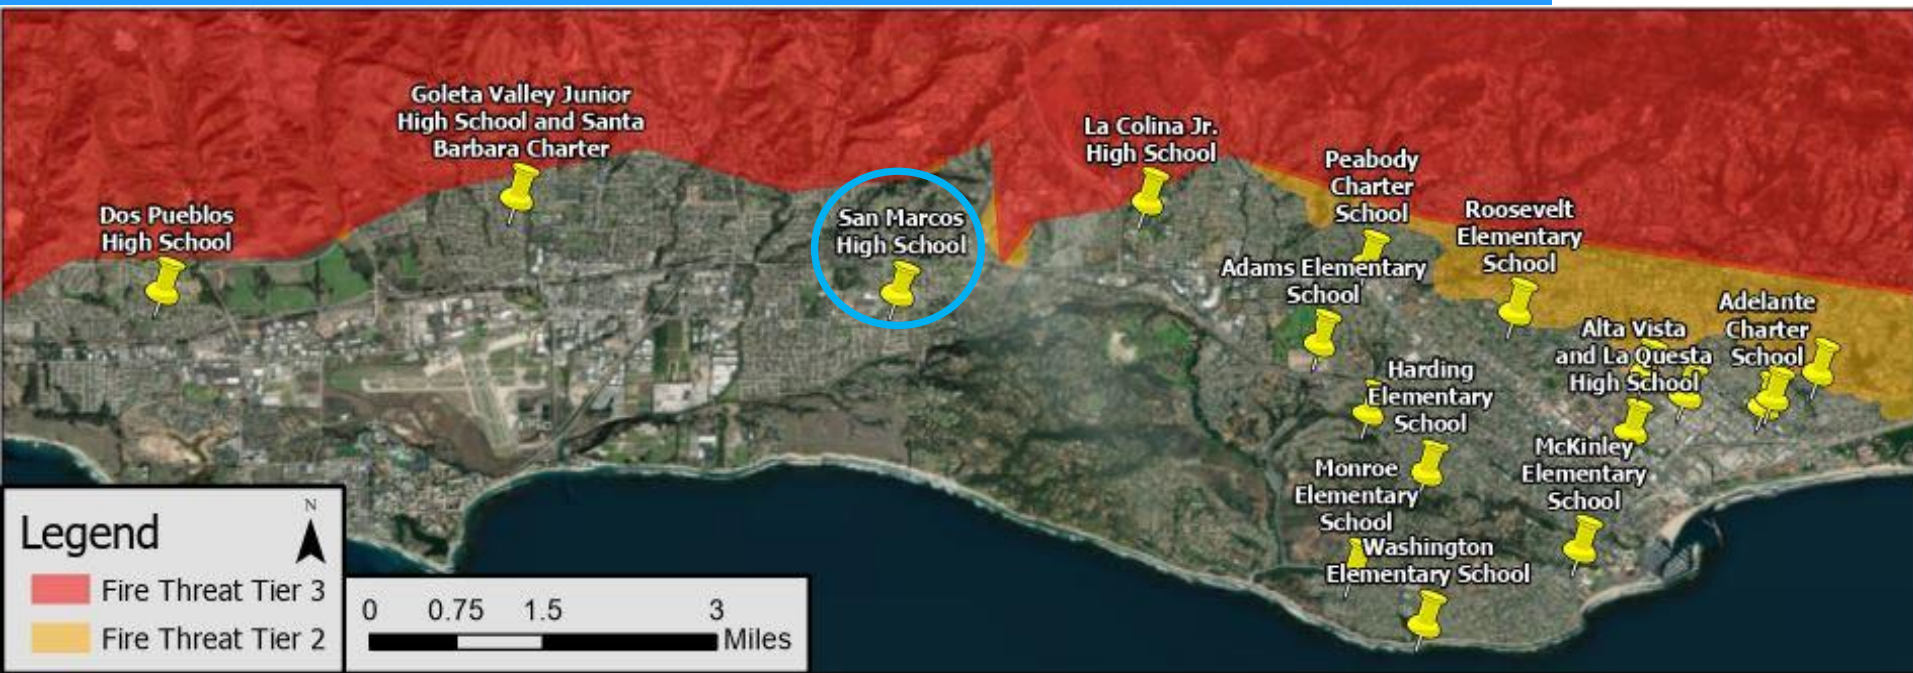 Goleta Valley Junior
High School and Santa
Barbara Charter
Dos Pueblos
High School
San Marcos
High School
La Colina Jr.
High School
Peabody
Charter
School
Roosevelt
Elementary
School
Adams Elementary
School
Adelante
Charter
School
Alta Vista
and La Questa
High School
Harding
Elementary
School
McKinley
Elementary
School
Monroe
Elementary
School
Washington
Elementary School
Legend
N
Fire Threat Tier 3
Fire Threat Tier 2
0 0.75 1.5 3
Miles